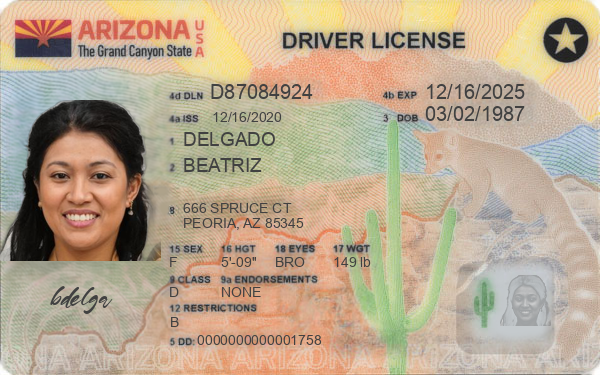 ARIZONA USA
The Grand Canyon State
DRIVER LICENSE
4d DLN D87084924
4b EXP 12/16/2025
4a ISS 12/16/2020
3 DOB 03/02/1987
1 DELGADO
2 BEATRIZ
8 666 SPRUCE CT
PEORIA, AZ 85345
15 SEX 16 HGT 18 EYES 17 WGT
F 5'-09" BRO 149 lb
9 CLASS 9a ENDORSEMENTS
D NONE
12 RESTRICTIONS
B
5 DD: 0000000000001758
bdelga
ARIZONA ARIZONA ARIZONA ARIZONA